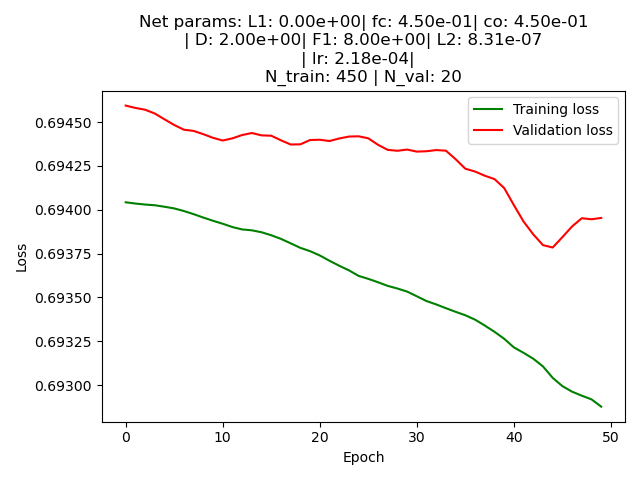 Net params: L1: 0.00e+00| fc: 4.50e-01| co: 4.50e-01
| D: 2.00e+00| F1: 8.00e+00| L2: 8.31e-07
| lr: 2.18e-04|
N_train: 450 | N_val: 20
Training loss
Validation loss
0.69450
0.69425
0.69400
0.69375
0.69350
0.69325
0.69300
Loss
0 10 20 30 40 50
Epoch